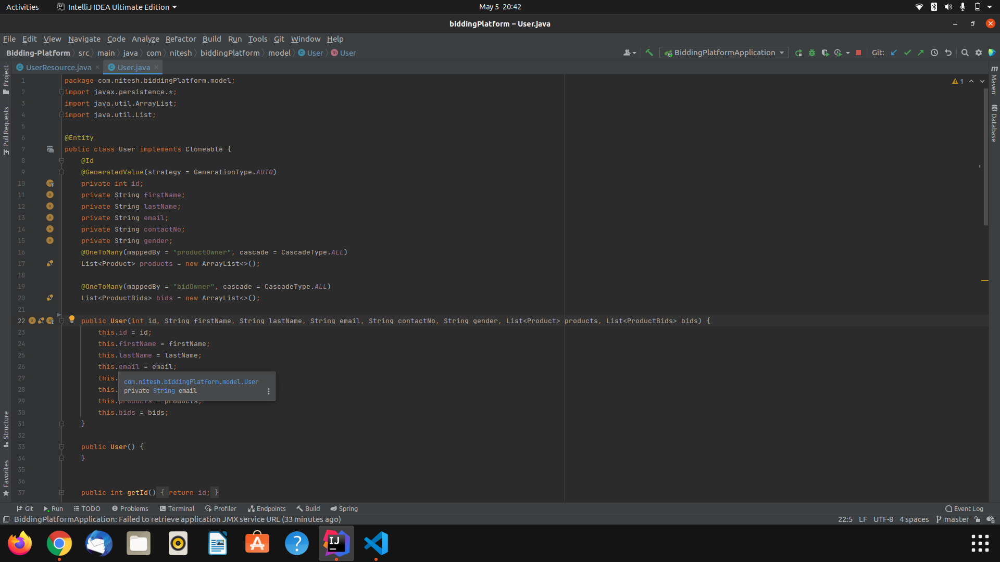 Activities IntelliJ IDEA Ultimate Edition May 5 20:42
biddingPlatform – User.java
File Edit View Navigate Code Analyze Refactor Build Run Tools Git Window Help
Bidding-Platform src main java com nitesh biddingPlatform model User User BiddingPlatformApplication Git:
UserResource.java User.java
Project
Pull Requests
Structure
Favorites
Maven
Database
1
1 package com.nitesh.biddingPlatform.model;
2 import javax.persistence.*;
3 import java.util.ArrayList;
4 import java.util.List;
5
6 @Entity
7 public class User implements Cloneable {
8 @Id
9 @GeneratedValue(strategy = GenerationType.AUTO)
10 private int id;
11 private String firstName;
12 private String lastName;
13 private String email;
14 private String contactNo;
15 private String gender;
16 @OneToMany(mappedBy = "productOwner", cascade = CascadeType.ALL)
17 List<Product> products = new ArrayList<>();
18
19 @OneToMany(mappedBy = "bidOwner", cascade = CascadeType.ALL)
20 List<ProductBids> bids = new ArrayList<>();
21
22 public User(int id, String firstName, String lastName, String email, String contactNo, String gender, List<Product> products, List<ProductBids> bids) {
23 this.id = id;
24 this.firstName = firstName;
25 this.lastName = lastName;
26 this.email = email;
27 this.
com.nitesh.biddingPlatform.model.User
28 this.
private String email
29 this.products = products;
30 this.bids = bids;
31 }
32
33 public User() {
34 }
35
36
37 public int getId() { return id; }
Git Run TODO Problems Terminal Profiler Endpoints Build Spring Event Log
BiddingPlatformApplication: Failed to retrieve application JMX service URL (33 minutes ago) 22:5 LF UTF-8 4 spaces master
IJ